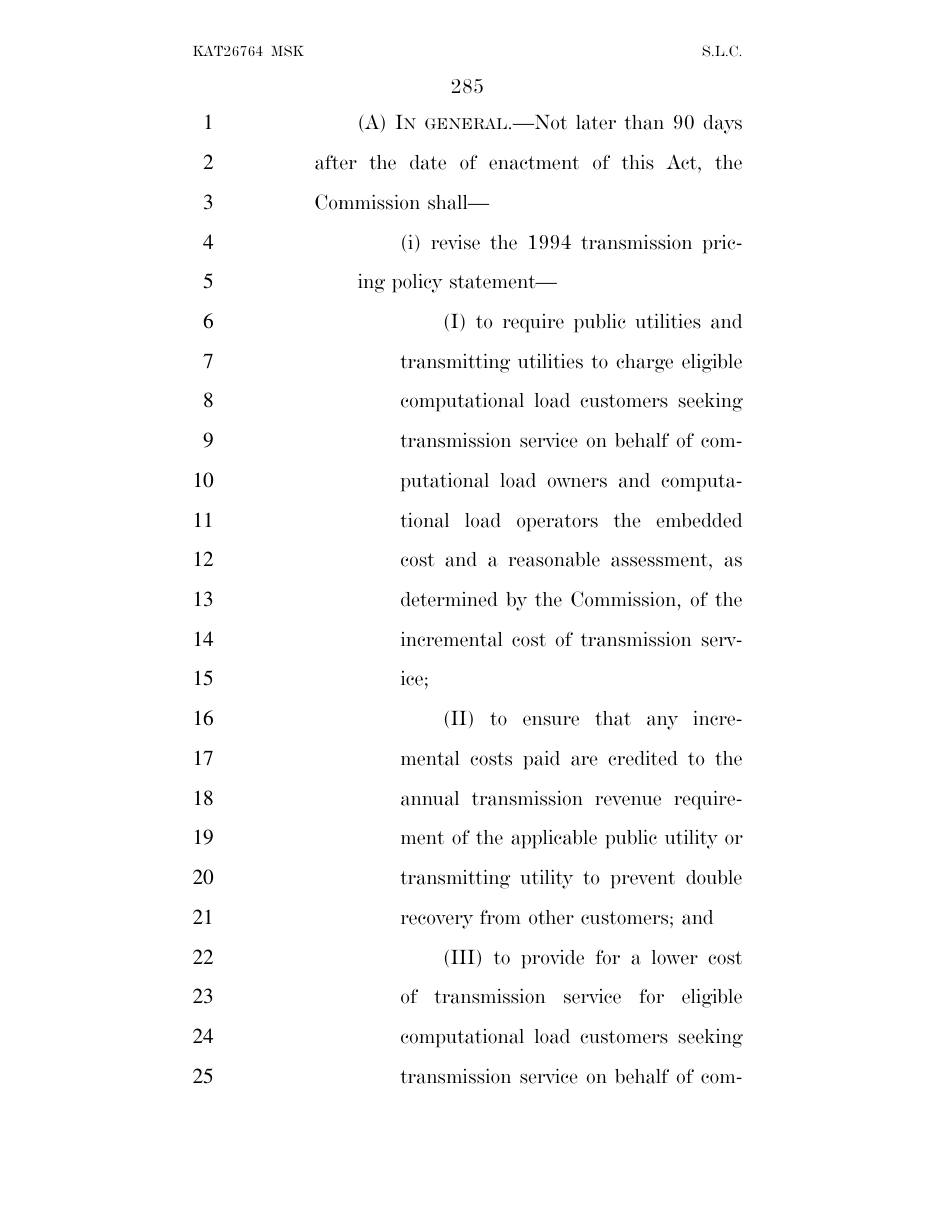 KAT26764 MSK S.L.C.
285
1 (A) IN GENERAL.—Not later than 90 days
2 after the date of enactment of this Act, the
3 Commission shall—
4 (i) revise the 1994 transmission pric-
5 ing policy statement—
6 (I) to require public utilities and
7 transmitting utilities to charge eligible
8 computational load customers seeking
9 transmission service on behalf of com-
10 putational load owners and computa-
11 tional load operators the embedded
12 cost and a reasonable assessment, as
13 determined by the Commission, of the
14 incremental cost of transmission serv-
15 ice;
16 (II) to ensure that any incre-
17 mental costs paid are credited to the
18 annual transmission revenue require-
19 ment of the applicable public utility or
20 transmitting utility to prevent double
21 recovery from other customers; and
22 (III) to provide for a lower cost
23 of transmission service for eligible
24 computational load customers seeking
25 transmission service on behalf of com-